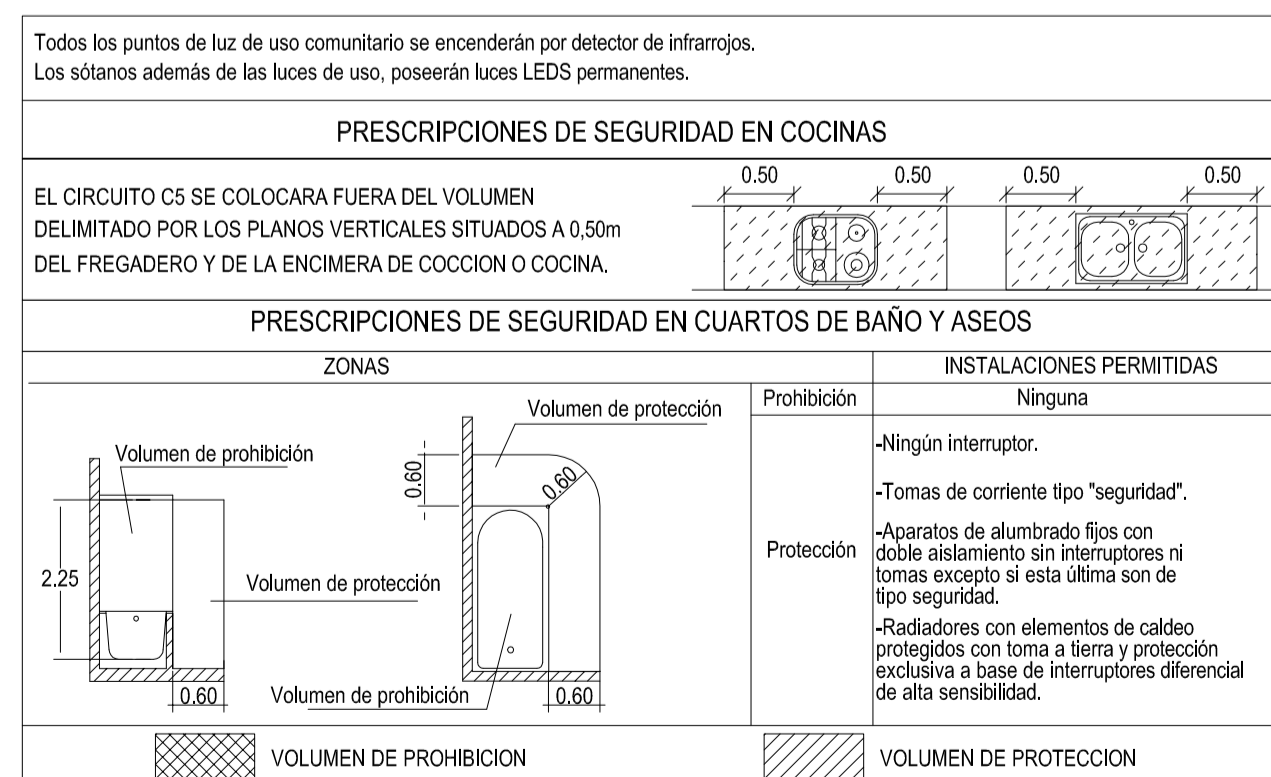 Todos los puntos de luz de uso comunitario se encenderán por detector de infrarrojos.
Los sótanos además de las luces de uso, poseerán luces LEDS permanentes.
PRESCRIPCIONES DE SEGURIDAD EN COCINAS
EL CIRCUITO C5 SE COLOCARA FUERA DEL VOLUMEN
DELIMITADO POR LOS PLANOS VERTICALES SITUADOS A 0,50m
DEL FREGADERO Y DE LA ENCIMERA DE COCCION O COCINA.
0.50
0.50
0.50
0.50
PRESCRIPCIONES DE SEGURIDAD EN CUARTOS DE BAÑO Y ASEOS
ZONAS
INSTALACIONES PERMITIDAS
Volumen de prohibición
2.25
Volumen de protección
0.60
Volumen de protección
0.60
0.60
Volumen de prohibición
0.60
Prohibición
Ninguna
Protección
-Ningún interruptor.
-Tomas de corriente tipo "seguridad".
-Aparatos de alumbrado fijos con
doble aislamiento sin interruptores ni
tomas excepto si esta última son de
tipo seguridad.
-Radiadores con elementos de caldeo
protegidos con toma a tierra y protección
exclusiva a base de interruptores diferencial
de alta sensibilidad.
VOLUMEN DE PROHIBICION
VOLUMEN DE PROTECCION